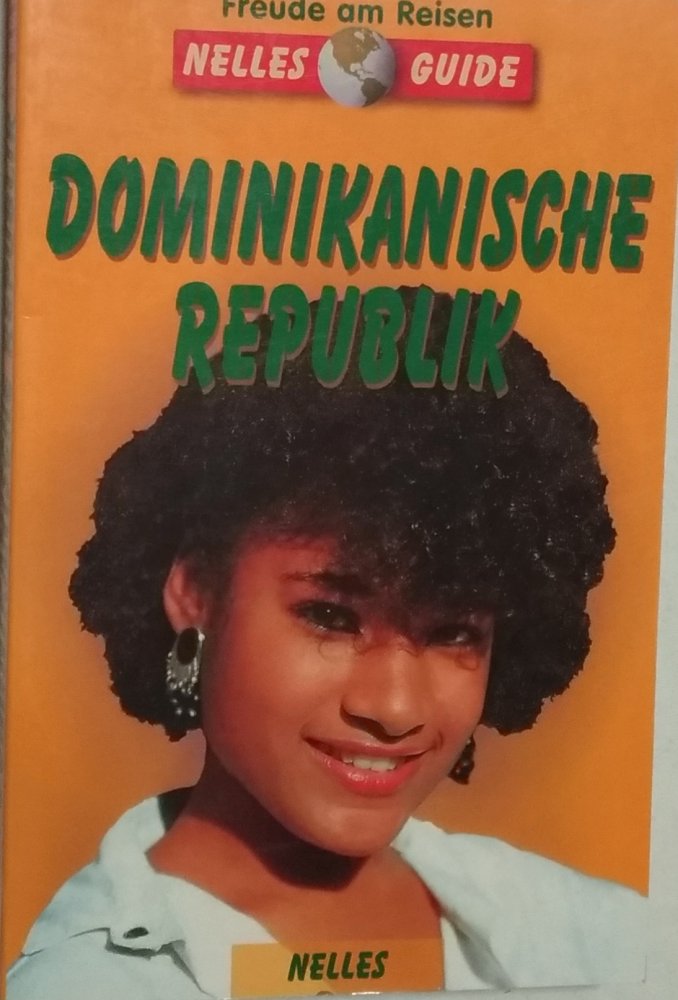 Freude am Reisen
NELLES GUIDE
DOMINIKANISCHE
REPUBLIK
NELLES